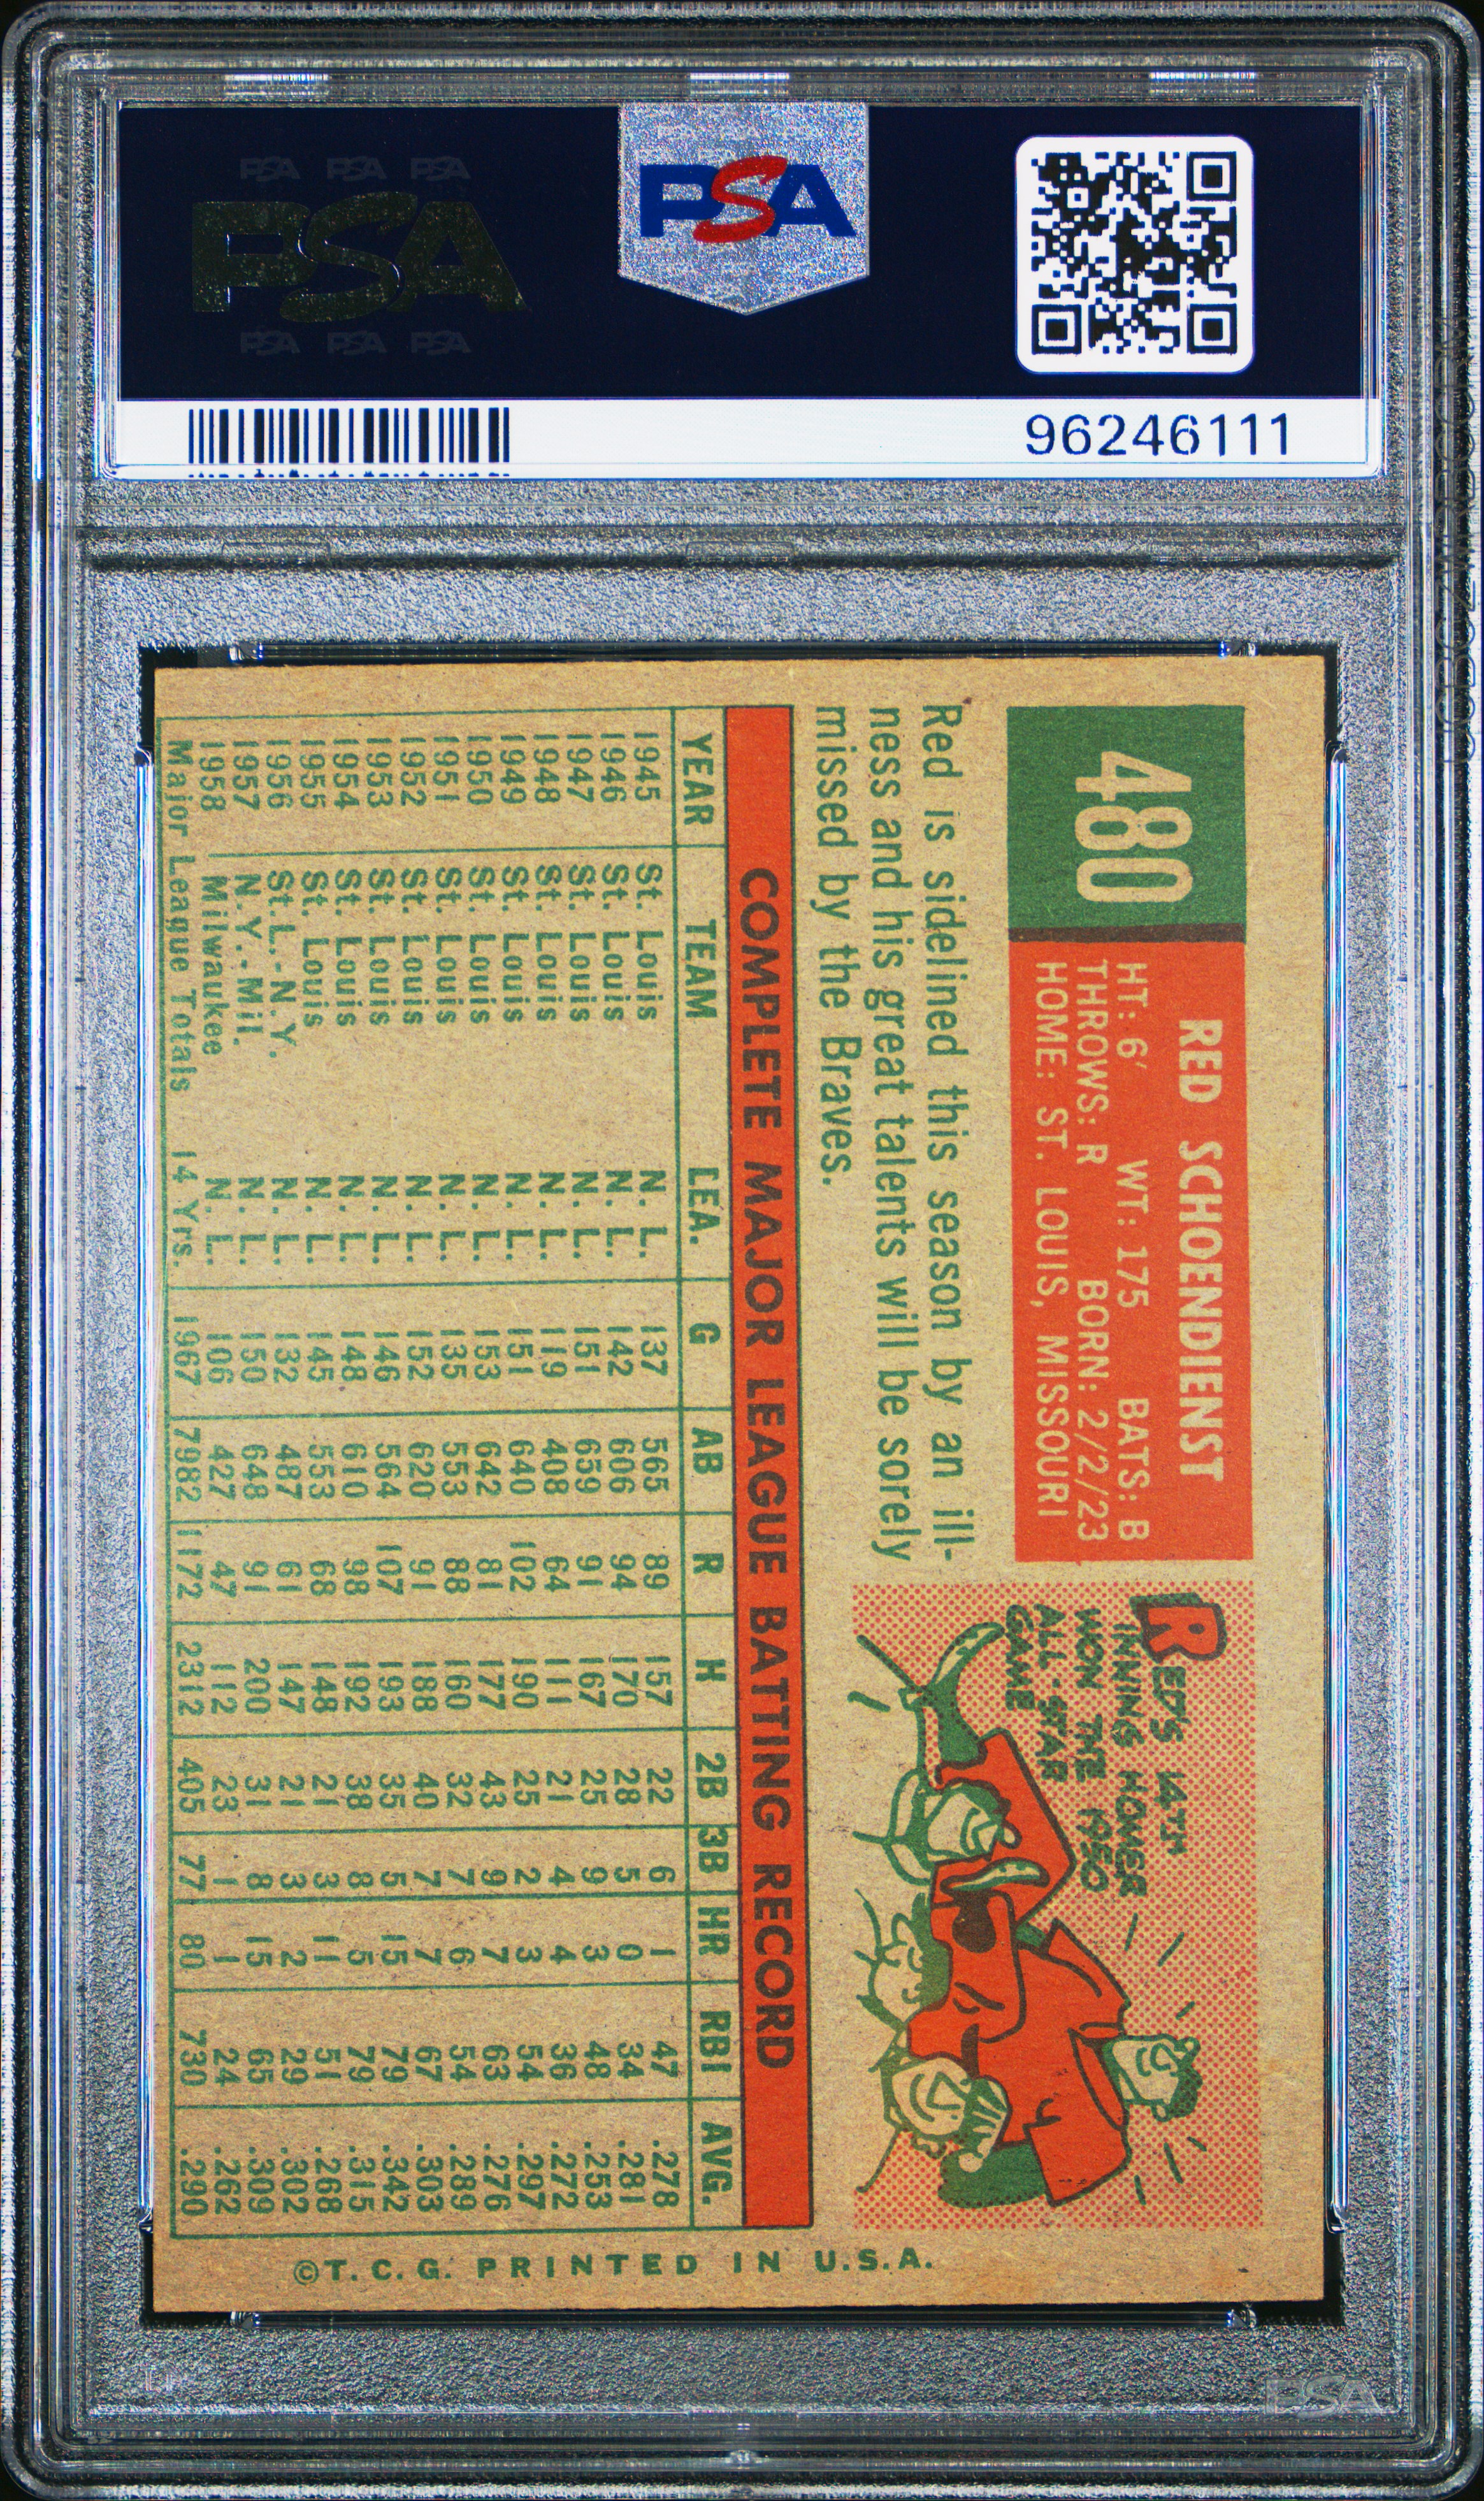 PSA PSA PSA
PSA
PSA PSA PSA
PSA
96246111
480
RED SCHOENDIENST
HT: 6' WT: 175 BATS: B
THROWS: R BORN: 2/2/23
HOME: ST. LOUIS, MISSOURI
Red is sidelined this season by an ill-
ness and his great talents will be sorely
missed by the Braves.
RED'S 14TH
INNING HOMER
WON THE 1950
ALL-STAR
GAME
COMPLETE MAJOR LEAGUE BATTING RECORD
YEAR TEAM LEA. G AB R H 2B 3B HR RBI AVG.
1945 St. Louis N. L. 137 565 89 157 22 6 1 47 .278
1946 St. Louis N. L. 142 606 94 170 28 5 0 34 .281
1947 St. Louis N. L. 151 659 91 167 25 9 3 48 .253
1948 St. Louis N. L. 119 408 64 111 21 4 4 36 .272
1949 St. Louis N. L. 151 640 102 190 25 2 3 54 .297
1950 St. Louis N. L. 153 642 81 177 43 9 7 63 .276
1951 St. Louis N. L. 135 553 88 160 32 7 6 54 .289
1952 St. Louis N. L. 152 620 91 188 40 7 7 67 .303
1953 St. Louis N. L. 146 564 107 193 35 5 15 79 .342
1954 St. Louis N. L. 148 610 98 192 38 8 5 79 .315
1955 St. Louis N. L. 145 553 68 148 21 3 11 51 .268
1956 St.L.-N.Y. N. L. 132 487 61 147 21 3 2 29 .302
1957 N.Y.-Mil. N. L. 150 648 91 200 31 8 15 65 .309
1958 Milwaukee N. L. 106 427 47 112 23 1 1 24 .262
Major League Totals 14 Yrs. 1967 7982 1172 2312 405 77 80 730 .290
©T. C. G. PRINTED IN U.S.A.
PSA